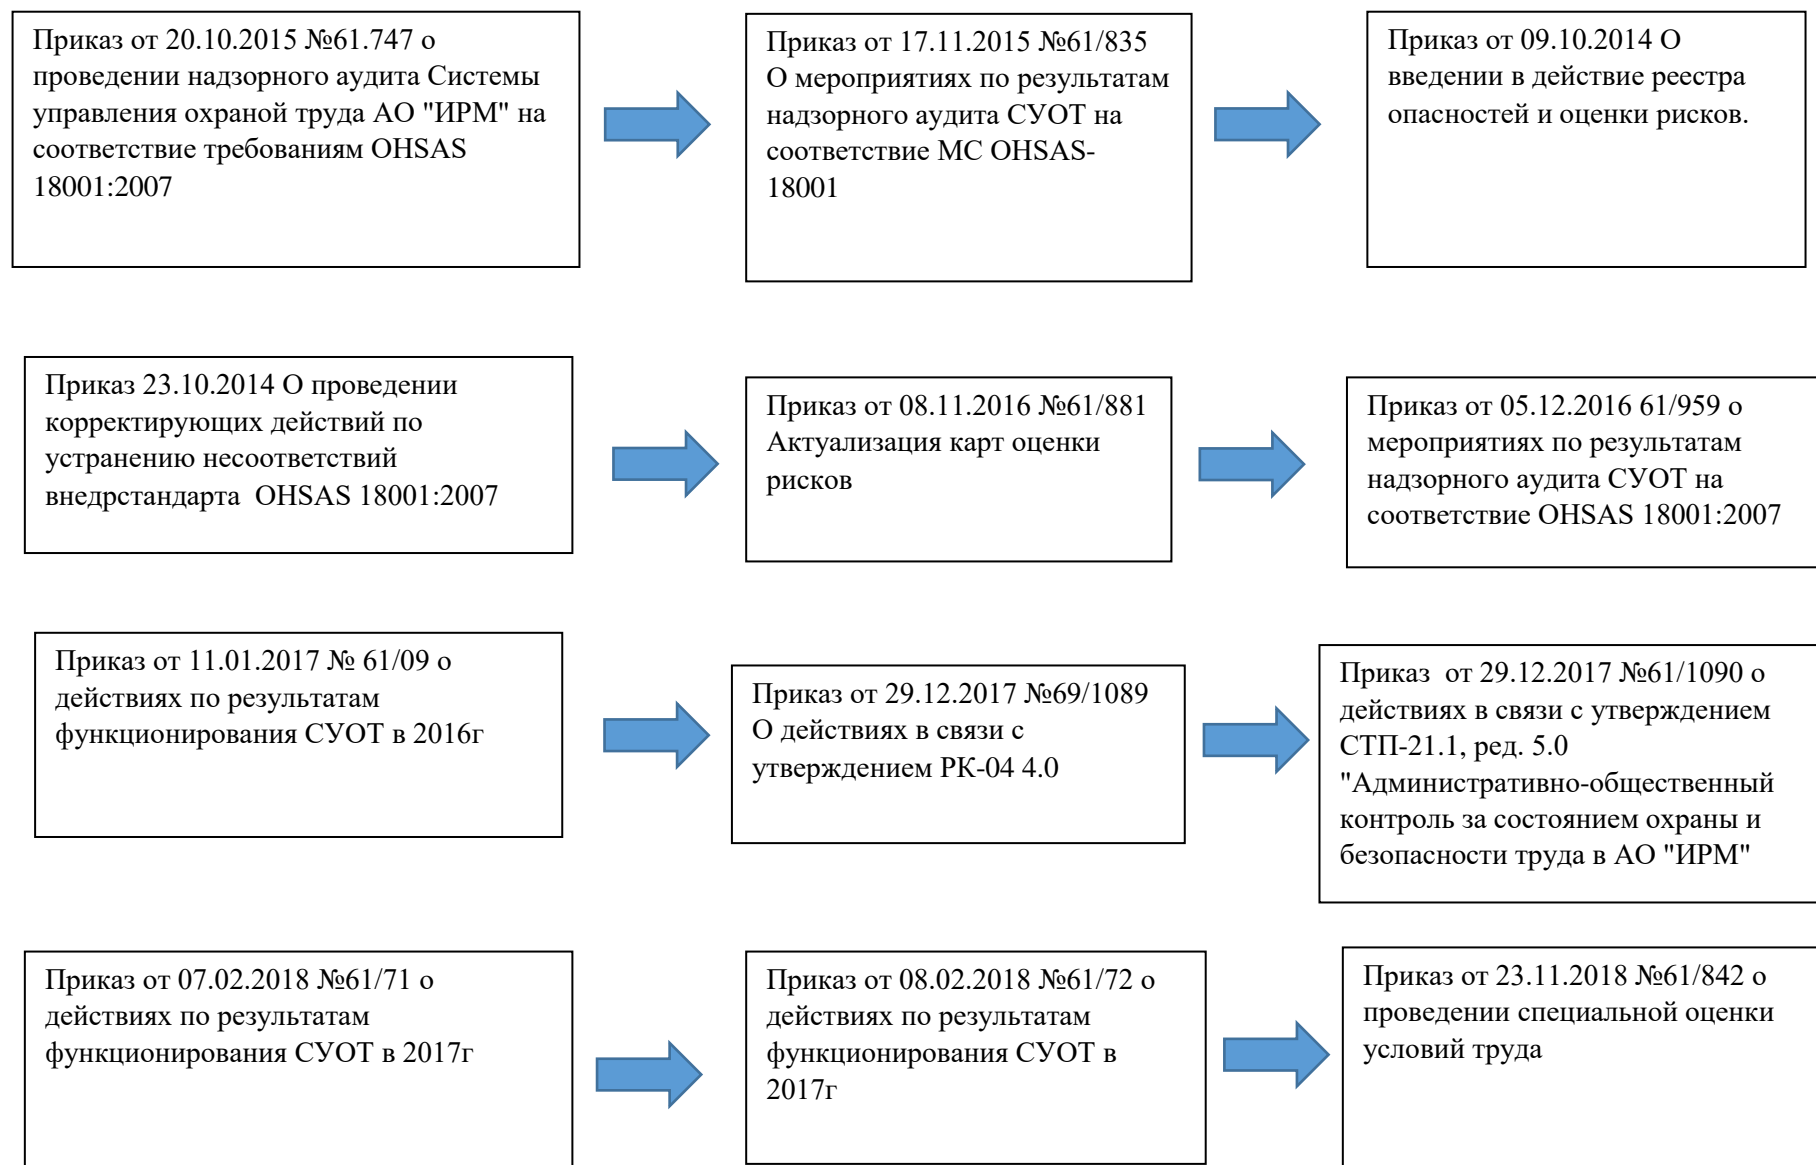 Приказ от 20.10.2015 №61.747 о
проведении надзорного аудита Системы
управления охраной труда АО "ИРМ" на
соответствие требованиям OHSAS
18001:2007
Приказ от 17.11.2015 №61/835
О мероприятиях по результатам
надзорного аудита СУОТ на
соответствие МС OHSAS-
18001
Приказ от 09.10.2014 О
введении в действие реестра
опасностей и оценки рисков.
Приказ 23.10.2014 О проведении
корректирующих действий по
устранению несоответствий
внедрстандарта  OHSAS 18001:2007
Приказ от 08.11.2016 №61/881
Актуализация карт оценки
рисков
Приказ от 05.12.2016 61/959 о
мероприятиях по результатам
надзорного аудита СУОТ на
соответствие OHSAS 18001:2007
Приказ от 11.01.2017 № 61/09 о
действиях по результатам
функционирования СУОТ в 2016г
Приказ от 29.12.2017 №69/1089
О действиях в связи с
утверждением РК-04 4.0
Приказ  от 29.12.2017 №61/1090 о
действиях в связи с утверждением
СТП-21.1, ред. 5.0
"Административно-общественный
контроль за состоянием охраны и
безопасности труда в АО "ИРМ"
Приказ от 07.02.2018 №61/71 о
действиях по результатам
функционирования СУОТ в 2017г
Приказ от 08.02.2018 №61/72 о
действиях по результатам
функционирования СУОТ в
2017г
Приказ от 23.11.2018 №61/842 о
проведении специальной оценки
условий труда